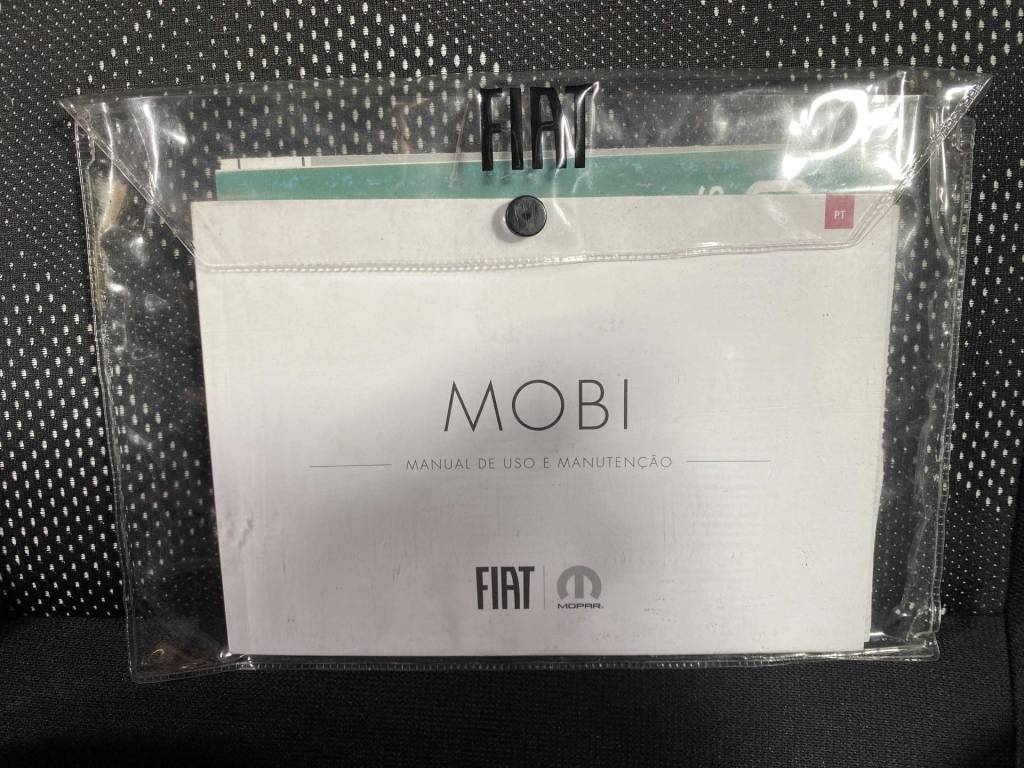 FIAT
PT
MOBI
MANUAL DE USO E MANUTENÇÃO
FIAT
MOPAR